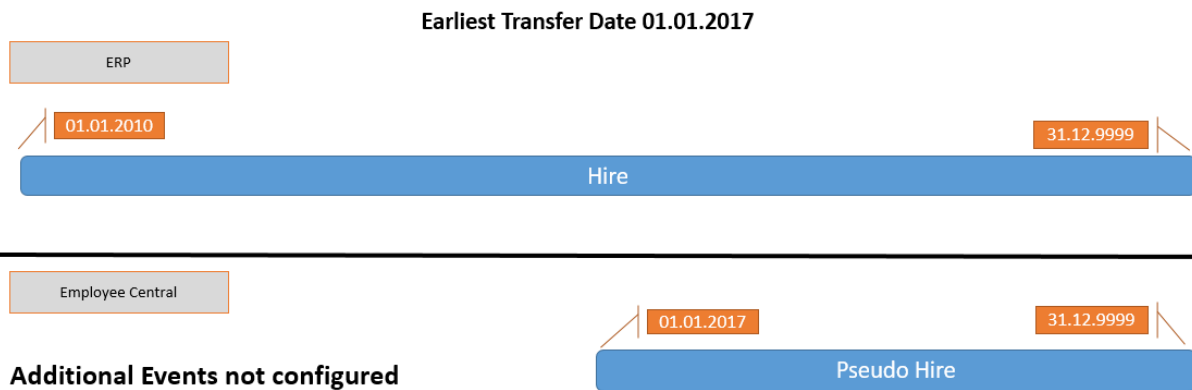 Earliest Transfer Date 01.01.2017
ERP
01.01.2010
31.12.9999
Hire
Employee Central
01.01.2017
31.12.9999
Additional Events not configured
Pseudo Hire